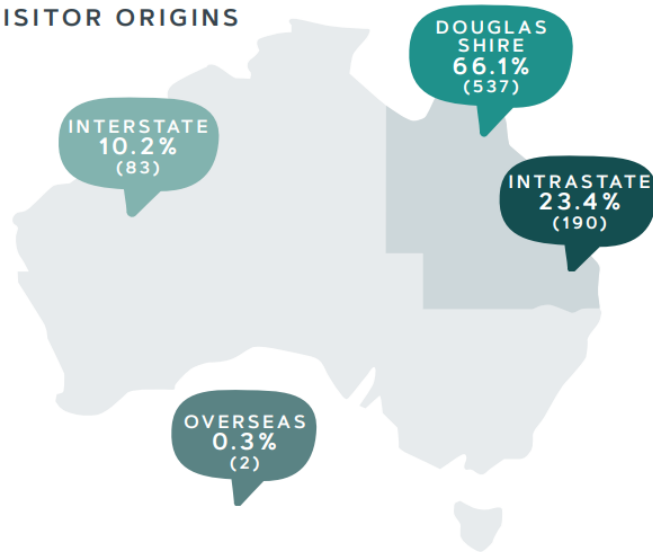 ISITOR ORIGINS
DOUGLAS
SHIRE
66.1%
(537)
INTERSTATE
10.2%
(83)
INTRASTATE
23.4%
(190)
OVERSEAS
0.3%
(2)